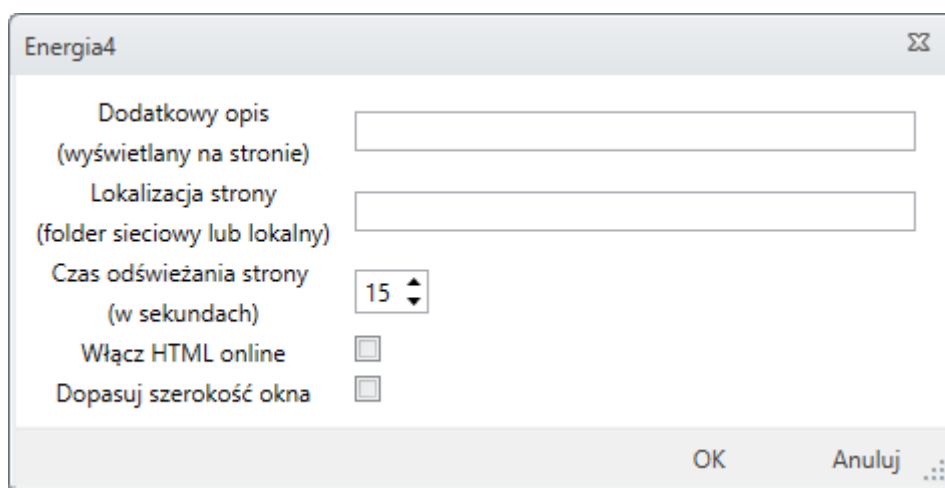 Energia4
Dodatkowy opis
(wyświetlany na stronie)
Lokalizacja strony
(folder sieciowy lub lokalny)
Czas odświeżania strony
(w sekundach)
15
Włącz HTML online
Dopasuj szerokość okna
OK
Anuluj